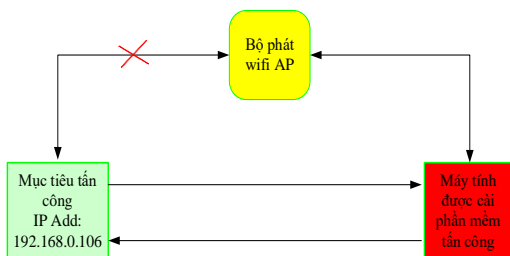 Bộ phát
wifi AP
Mục tiêu tấn
công
IP Add:
192.168.0.106
Máy tính
được cài
phần mềm
tấn công